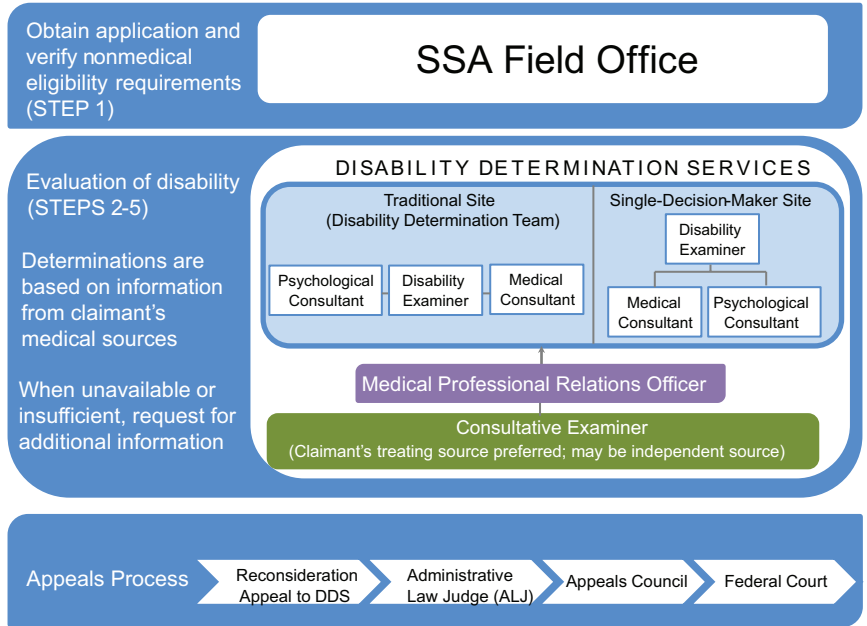 Obtain application and
verify nonmedical
eligibility requirements
(STEP 1)
SSA Field Office
Evaluation of disability
(STEPS 2-5)
Determinations are
based on information
from claimant's
medical sources
When unavailable or
insufficient, request for
additional information
DISABILITY DETERMINATION SERVICES
Traditional Site
(Disability Determination Team)
Psychological
Consultant
Disability
Examiner
Medical
Consultant
Single-Decision-Maker Site
Disability
Examiner
Medical
Consultant
Psychological
Consultant
Medical Professional Relations Officer
Consultative Examiner
(Claimant's treating source preferred; may be independent source)
Appeals Process
Reconsideration
Appeal to DDS
Administrative
Law Judge (ALJ)
Appeals Council
Federal Court